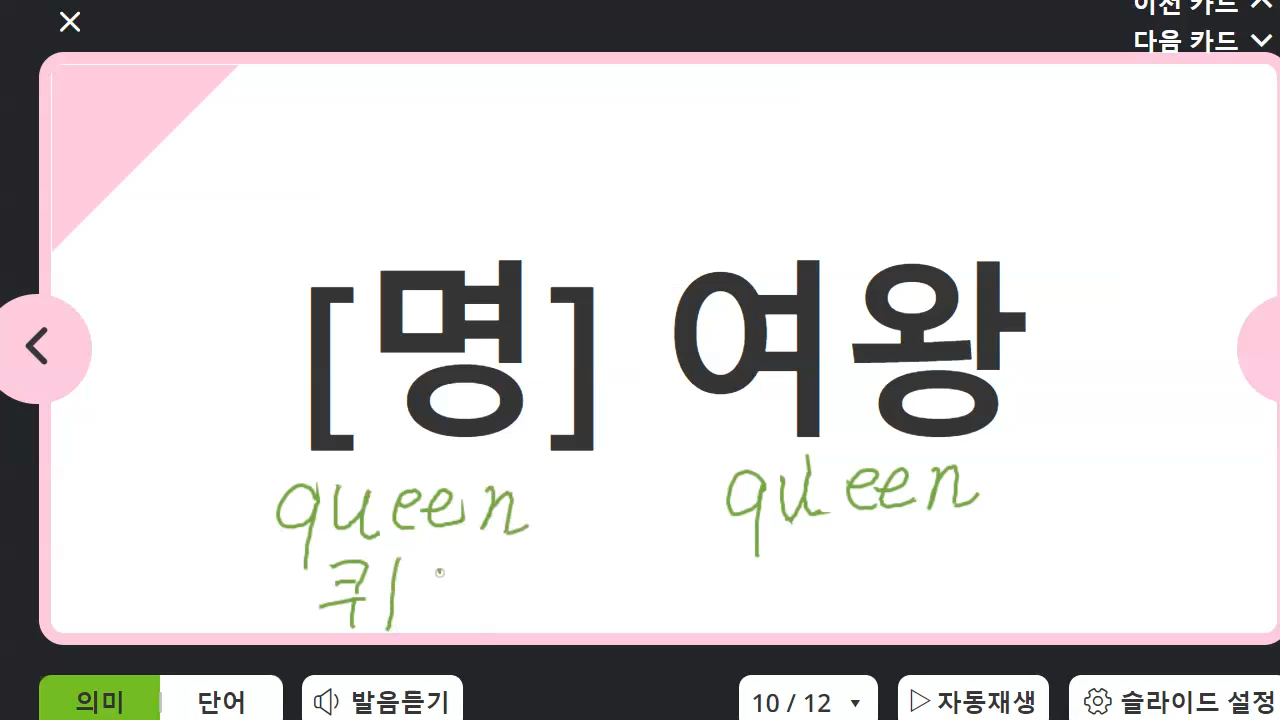 이전 카드
다음 카드
[명] 여왕
queen queen
퀴
의미 단어 발음듣기 10 / 12 자동재생 슬라이드 설정